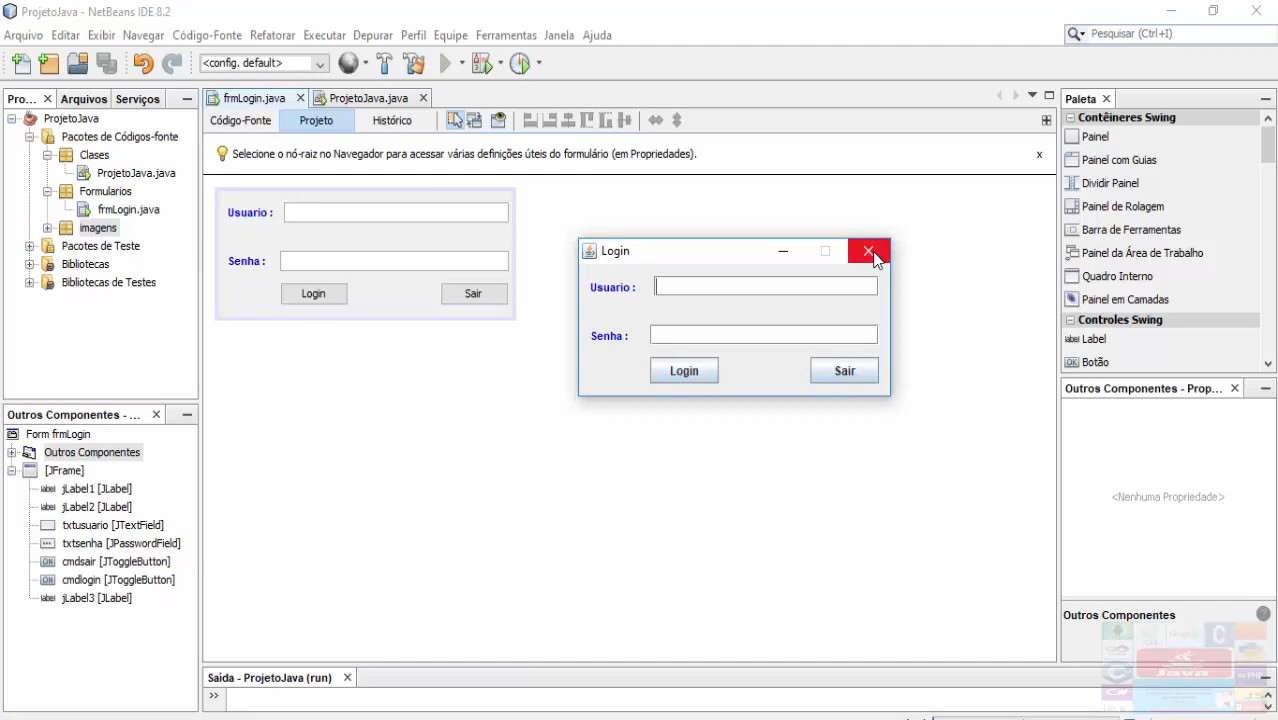 ProjetoJava - NetBeans IDE 8.2
Arquivo Editar Exibir Navegar Código-Fonte Refatorar Executar Depurar Perfil Equipe Ferramentas Janela Ajuda
Pesquisar (Ctrl+I)
<config. default>
Pro... Arquivos Serviços
ProjetoJava
Pacotes de Códigos-fonte
Clases
ProjetoJava.java
Formularios
frmLogin.java
imagens
Pacotes de Teste
Bibliotecas
Bibliotecas de Testes
Outros Componentes - ...
Form frmLogin
Outros Componentes
[JFrame]
jLabel1 [JLabel]
jLabel2 [JLabel]
txtusuario [JTextField]
txtsenha [JPasswordField]
cmdsair [JToggleButton]
cmdlogin [JToggleButton]
jLabel3 [JLabel]
frmLogin.java ProjetoJava.java
Código-Fonte Projeto Histórico
Selecione o nó-raiz no Navegador para acessar várias definições úteis do formulário (em Propriedades). x
Usuario :
Senha :
Login Sair
Login
Usuario :
Senha :
Login Sair
Saída - ProjetoJava (run)
>>
Paleta
Contêineres Swing
Painel
Painel com Guias
Dividir Painel
Painel de Rolagem
Barra de Ferramentas
Painel da Área de Trabalho
Quadro Interno
Painel em Camadas
Controles Swing
label Label
OK Botão
Outros Componentes - Prop...
<Nenhuma Propriedade>
Outros Componentes
Java